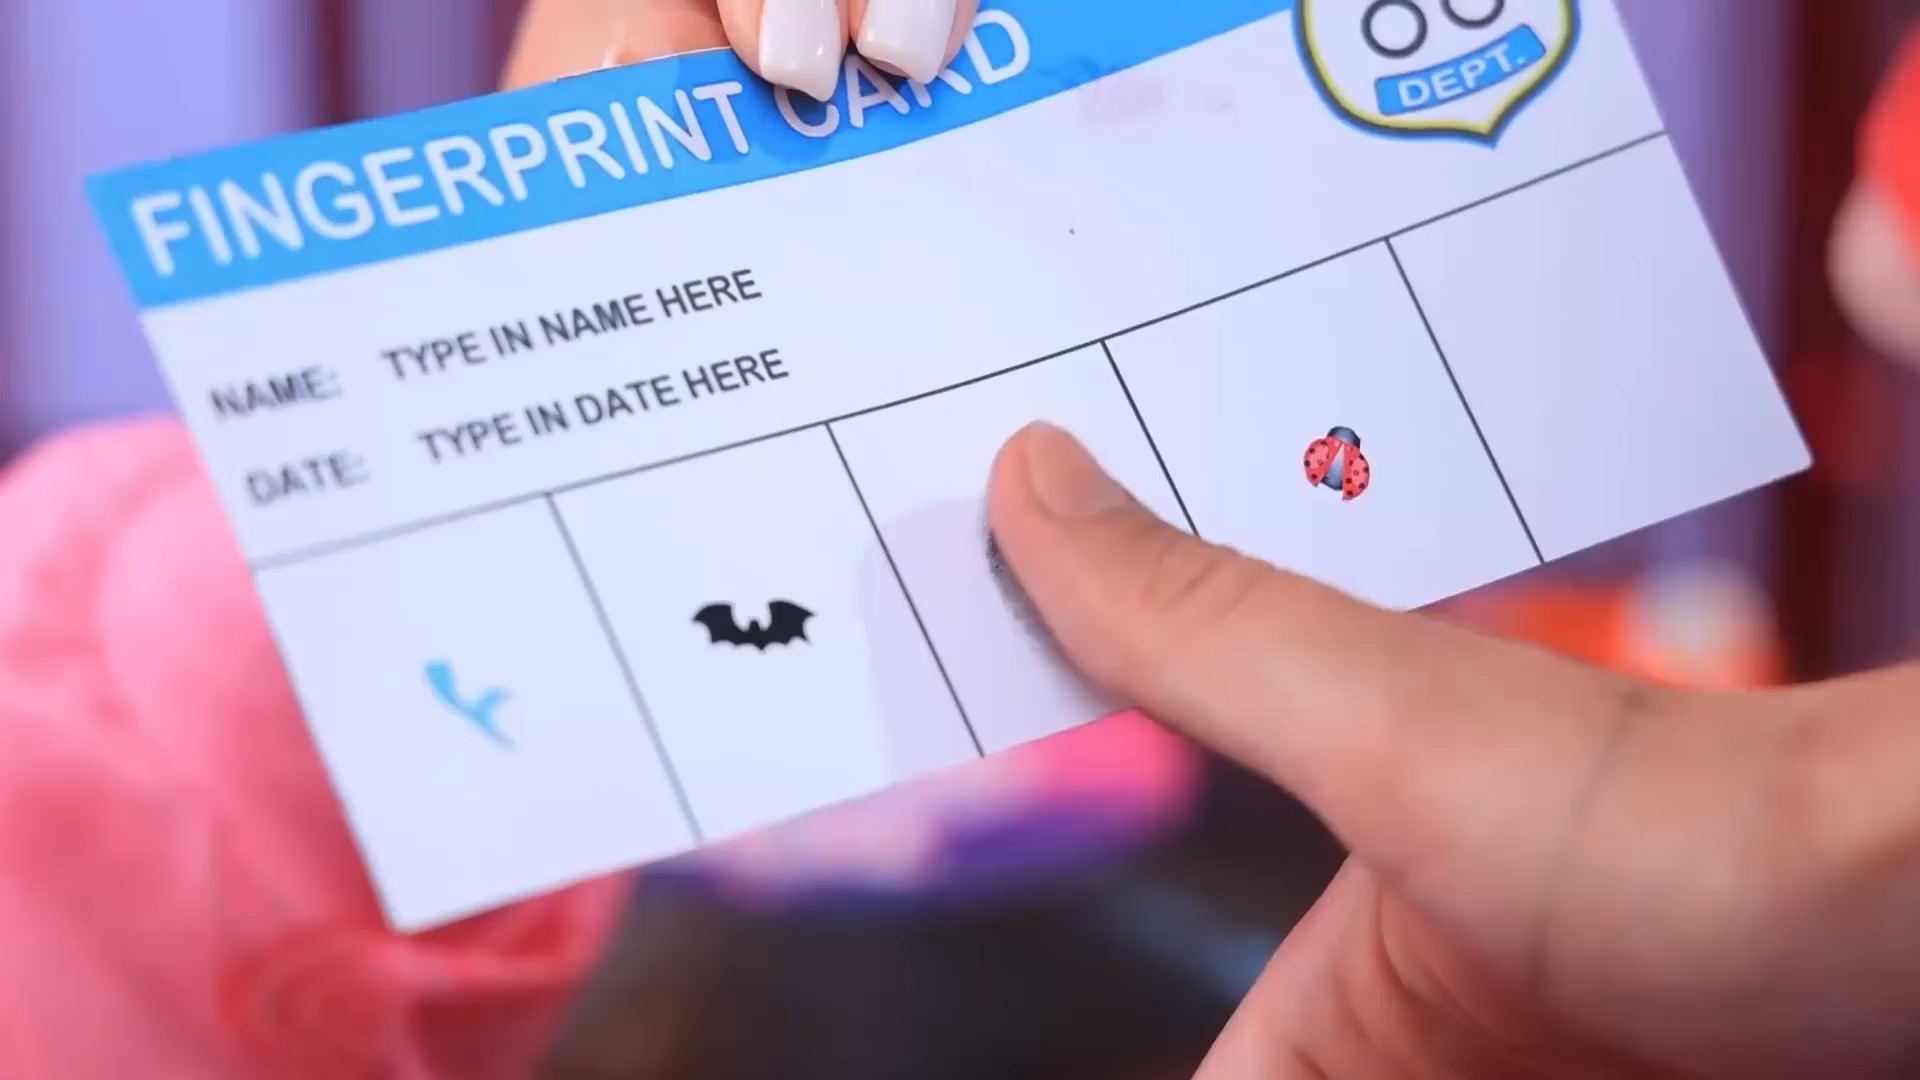 FINGERPRINT CARD
DEPT.
NAME: TYPE IN NAME HERE
DATE: TYPE IN DATE HERE